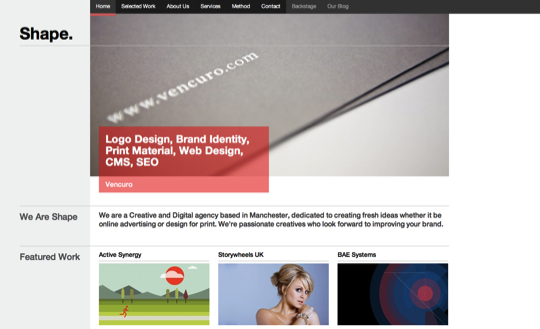 Home Selected Work About Us Services Method Contact Backstage Our Blog
Shape.
www.vencuro.com
Logo Design, Brand Identity,
Print Material, Web Design,
CMS, SEO
Vencuro
We Are Shape
We are a Creative and Digital agency based in Manchester, dedicated to creating fresh ideas whether it be
online advertising or design for print. We're passionate creatives who look forward to improving your brand.
Featured Work
Active Synergy Storywheels UK BAE Systems